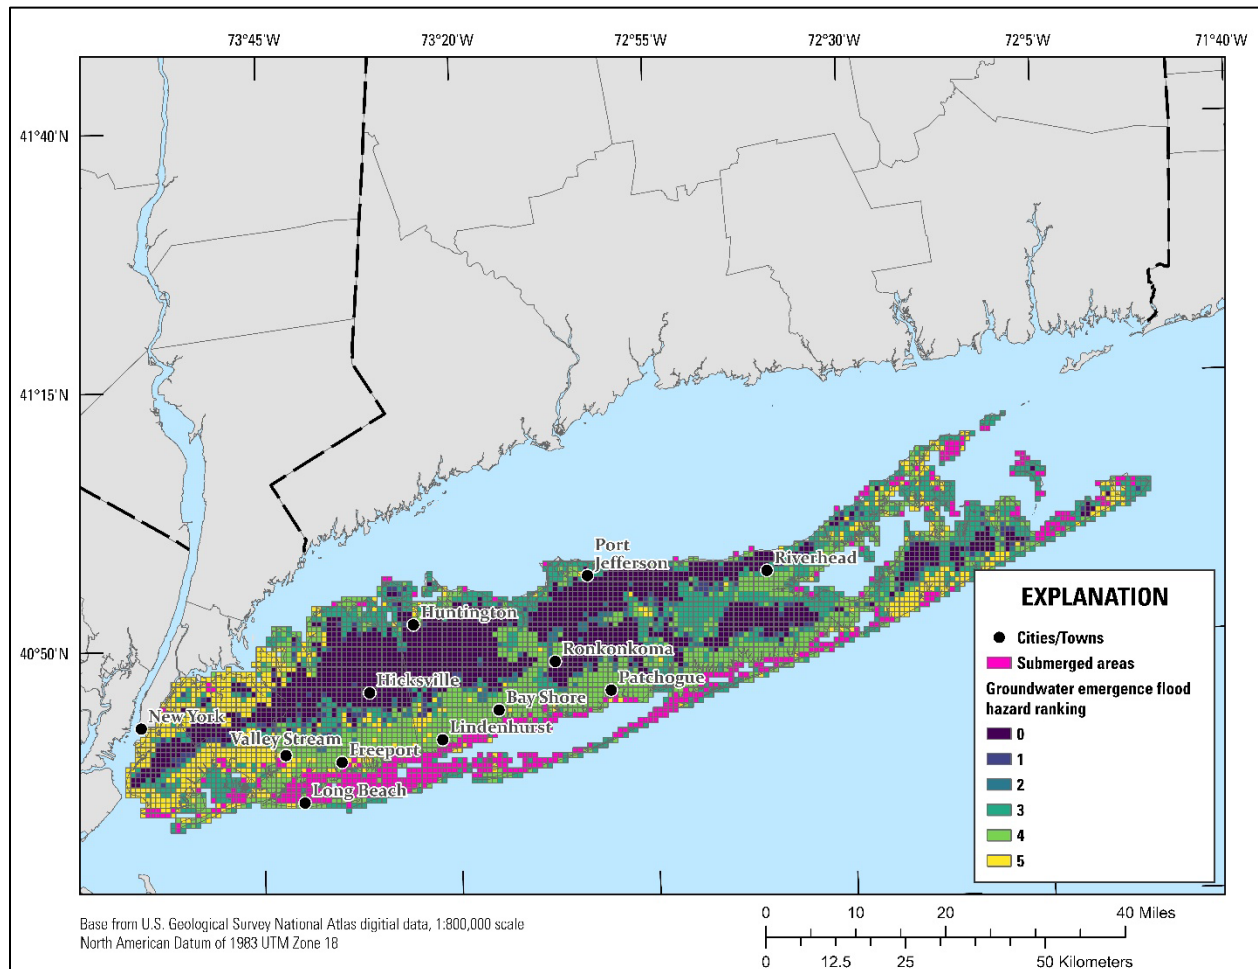 73°45'W 73°20'W 72°55'W 72°30'W 72°5'W 71°40'W
41°40'N
41°15'N
40°50'N
Port
Jefferson
Riverhead
Huntington
Ronkonkoma
Hicksville
Patchogue
Bay Shore
New York
Lindenhurst
Valley Stream
Freeport
Long Beach
EXPLANATION
Cities/Towns
Submerged areas
Groundwater emergence flood
hazard ranking
0
1
2
3
4
5
Base from U.S. Geological Survey National Atlas digitial data, 1:800,000 scale
North American Datum of 1983 UTM Zone 18
0 10 20 40 Miles
0 12.5 25 50 Kilometers